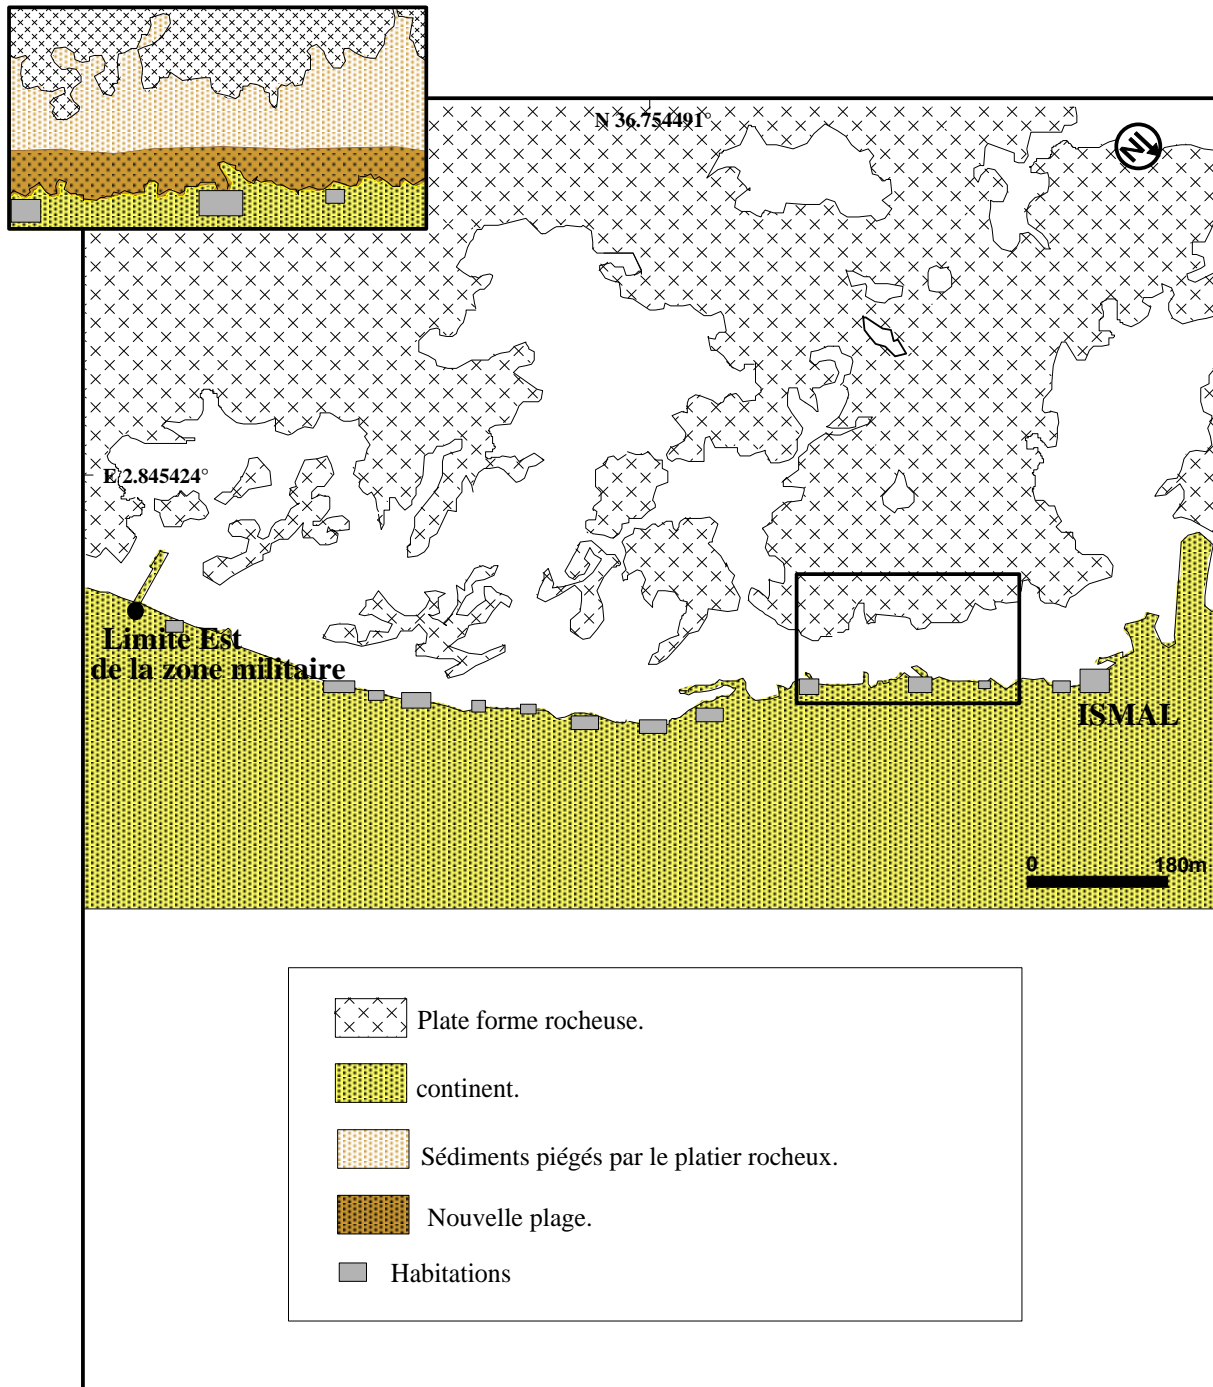 N 36.754491°
N
E 2.845424°
Limite Est
de la zone militaire
ISMAL
0 180m
Plate forme rocheuse.
continent.
Sédiments piégés par le platier rocheux.
Nouvelle plage.
Habitations